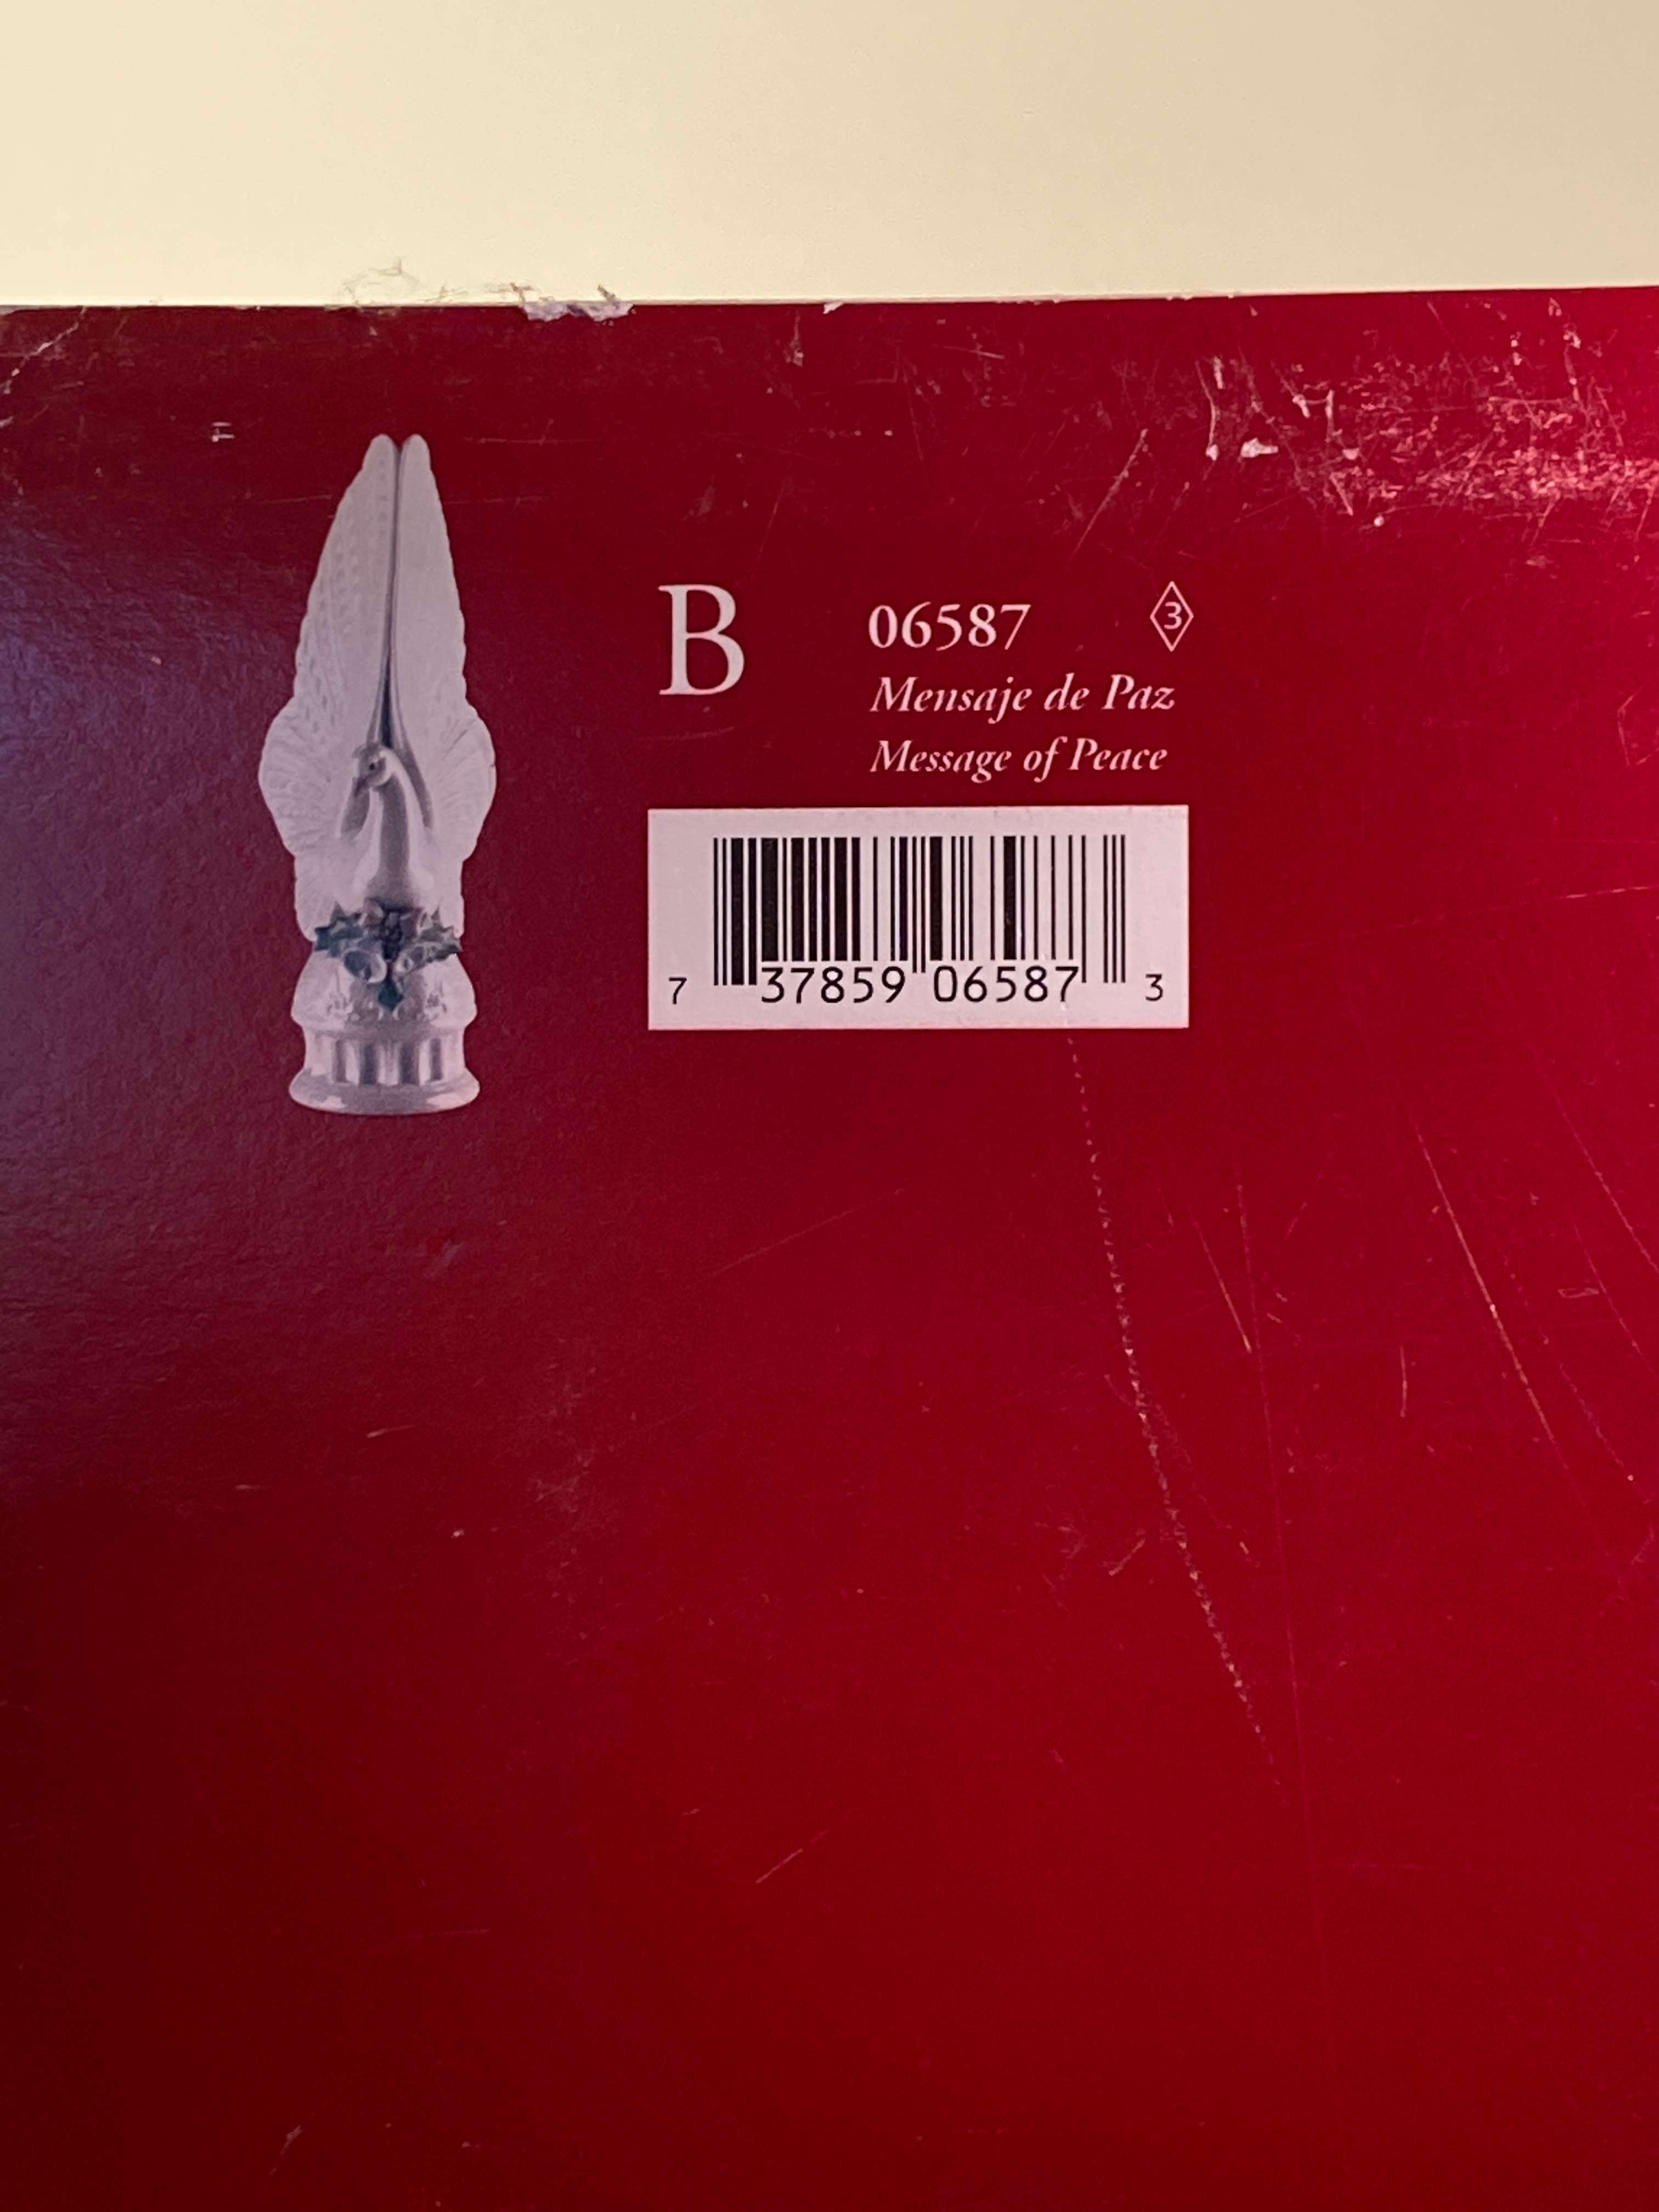 B
06587
3
Mensaje de Paz
Message of Peace
7 37859 06587 3